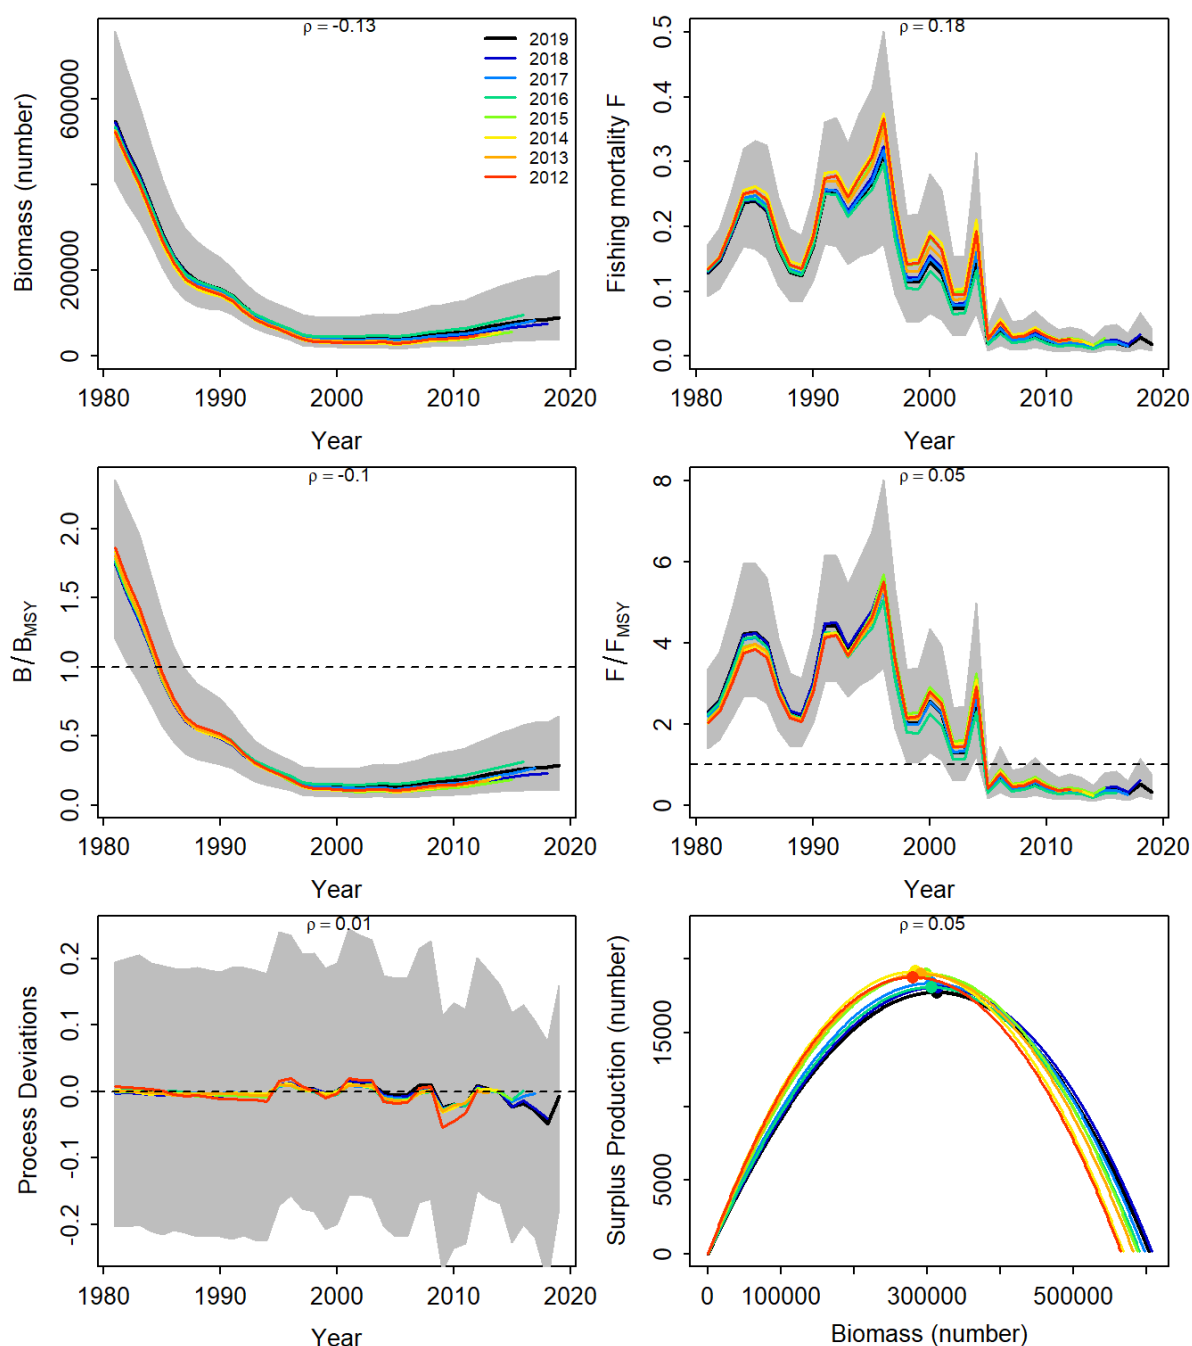 ρ = -0.13
2019
2018
2017
2016
2015
2014
2013
2012
Biomass (number)
600000
200000
0
1980 1990 2000 2010 2020
Year
ρ = 0.18
Fishing mortality F
0.5
0.4
0.3
0.2
0.1
0.0
1980 1990 2000 2010 2020
Year
ρ = -0.1
B / BMSY
2.0
1.5
1.0
0.5
0.0
1980 1990 2000 2010 2020
Year
ρ = 0.05
F / FMSY
8
6
4
2
0
1980 1990 2000 2010 2020
Year
ρ = 0.01
Process Deviations
0.2
0.1
0.0
-0.1
-0.2
1980 1990 2000 2010 2020
Year
ρ = 0.05
Surplus Production (number)
15000
5000
0
0 100000 300000 500000
Biomass (number)